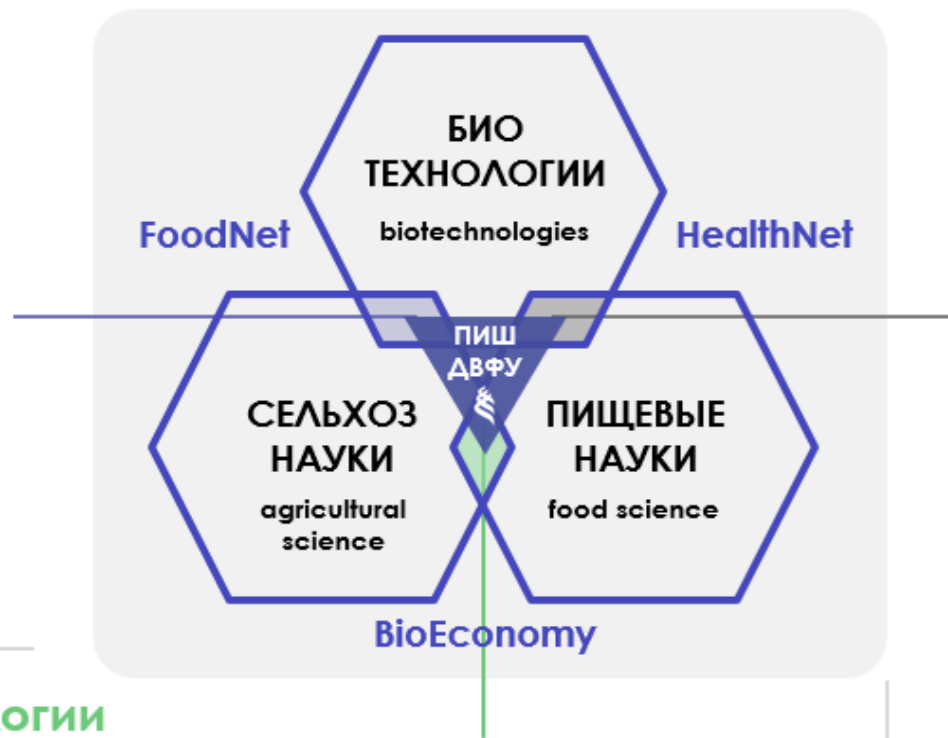 БИО
ТЕХНОЛОГИИ
biotechnologies
FoodNet
HealthNet
ПИШ
ДВФУ
СЕЛЬХОЗ
НАУКИ
agricultural
science
ПИЩЕВЫЕ
НАУКИ
food science
BioEconomy
огии